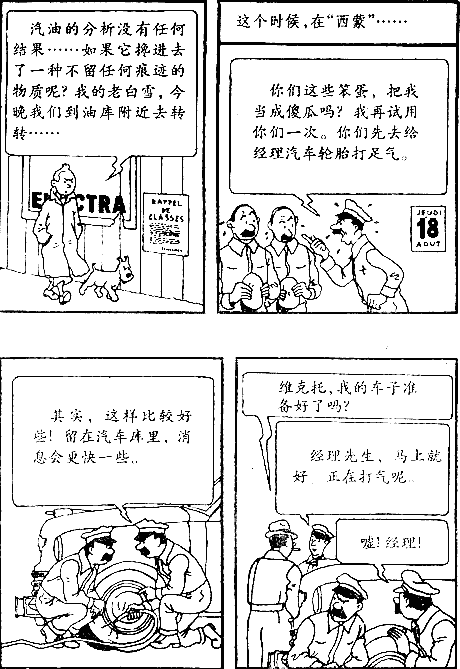 汽油的分析没有任何
结果……如果它搀进去
了一种不留任何痕迹的
物质呢？我的老白雪，今
晚我们到油库附近去转
转……
RAPPEL
DE
CLASSES
这个时候，在“西蒙”……
你们这些笨蛋，把我
当成傻瓜吗？我再试用
你们一次。你们先去给
经理汽车轮胎打足气。
JEUDI
18
AOUT
其实，这样比较好
些！留在汽车库里，消
息会更快一些。
维克托，我的车子准
备好了吗？
经理先生，马上就
好，正在打气呢。
嘘！经理！